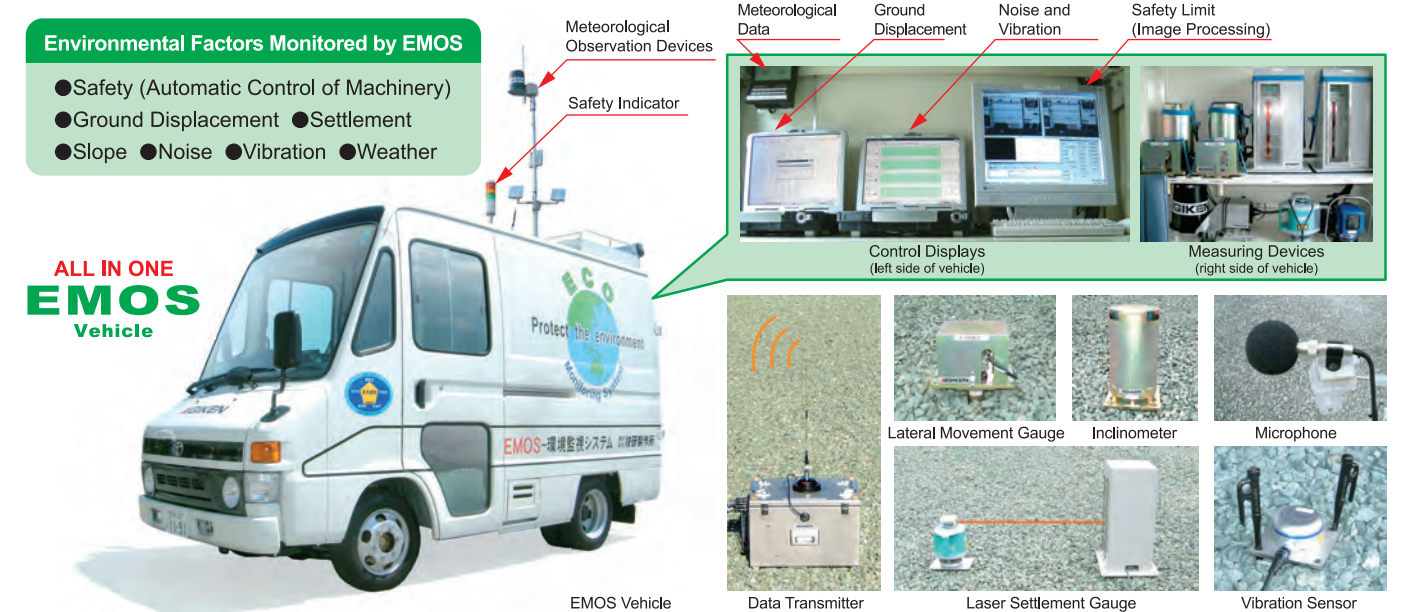 Environmental Factors Monitored by EMOS
●Safety (Automatic Control of Machinery)
●Ground Displacement ●Settlement
●Slope ●Noise ●Vibration ●Weather
ALL IN ONE
EMOS
Vehicle
Meteorological
Observation Devices
Safety Indicator
ECO
Protect the environment
Monitoring System
GIKEN
EMOS-環境監視システム
EMOS Vehicle
Meteorological
Data
Ground
Displacement
Noise and
Vibration
Safety Limit
(Image Processing)
GIKEN
Control Displays
(left side of vehicle)
Measuring Devices
(right side of vehicle)
Data Transmitter
Lateral Movement Gauge
Inclinometer
Microphone
Laser Settlement Gauge
Vibration Sensor